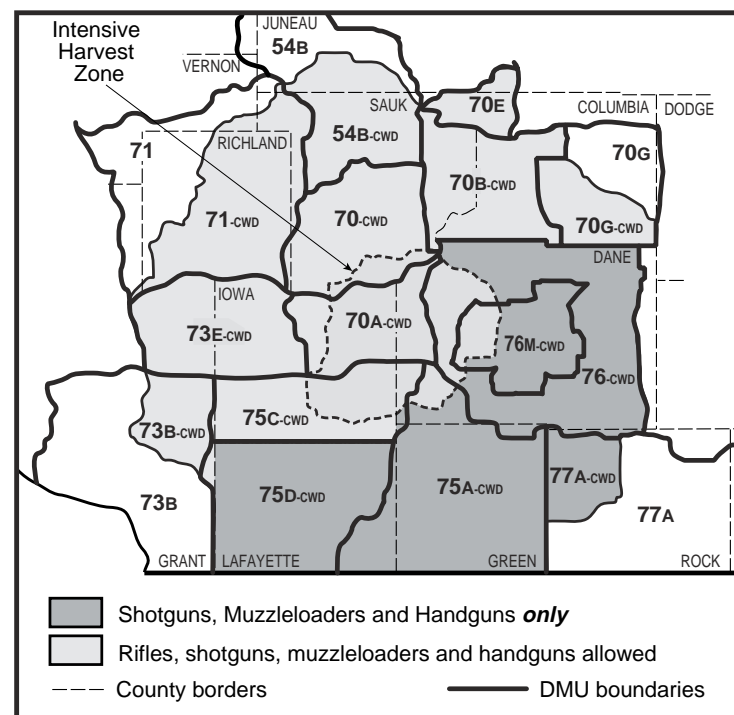 Intensive
Harvest
Zone
JUNEAU
54B
VERNON
SAUK
70E
COLUMBIA
DODGE
71
RICHLAND
54B-CWD
70G
70B-CWD
71-CWD
70-CWD
70G-CWD
DANE
IOWA
73E-CWD
70A-CWD
76M-CWD
76-CWD
73B-CWD
75C-CWD
73B
75D-CWD
75A-CWD
77A-CWD
77A
GRANT
LAFAYETTE
GREEN
ROCK
Shotguns, Muzzleloaders and Handguns only
Rifles, shotguns, muzzleloaders and handguns allowed
County borders
DMU boundaries